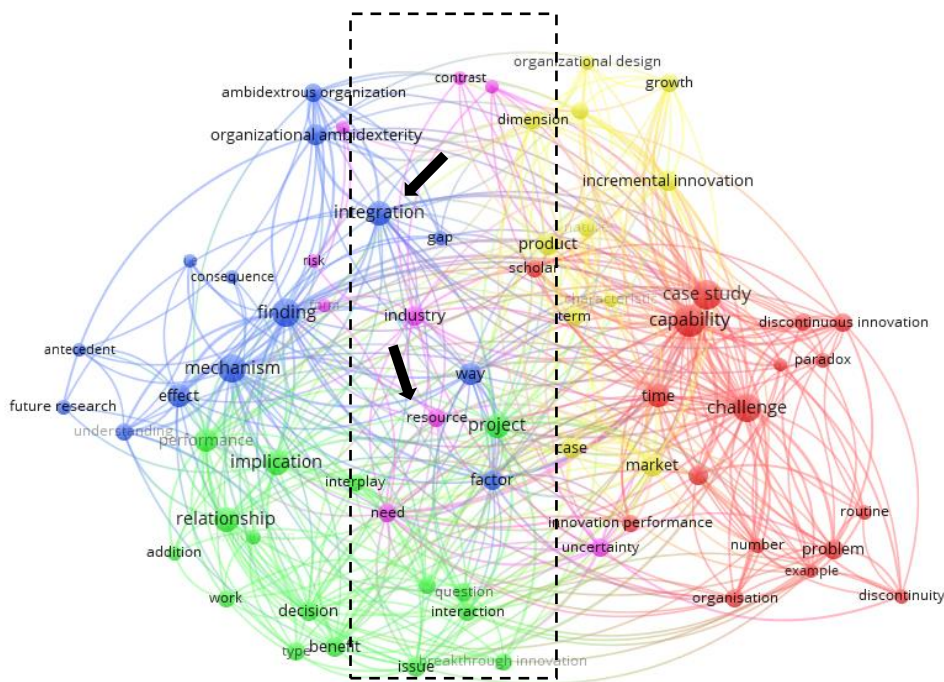 organizational design
contrast
growth
ambidextrous organization
dimension
organizational ambidexterity
incremental innovation
integration
nature
gap
product
scholar
risk
consequence
characteristic
case study
finding
firm
industry
term
capability
discontinuous innovation
antecedent
paradox
mechanism
way
effect
time
future research
resource
challenge
project
understanding
performance
case
implication
market
interplay
factor
need
routine
relationship
innovation performance
addition
uncertainty
number
problem
example
work
question
decision
interaction
organisation
discontinuity
type
benefit
issue
breakthrough innovation